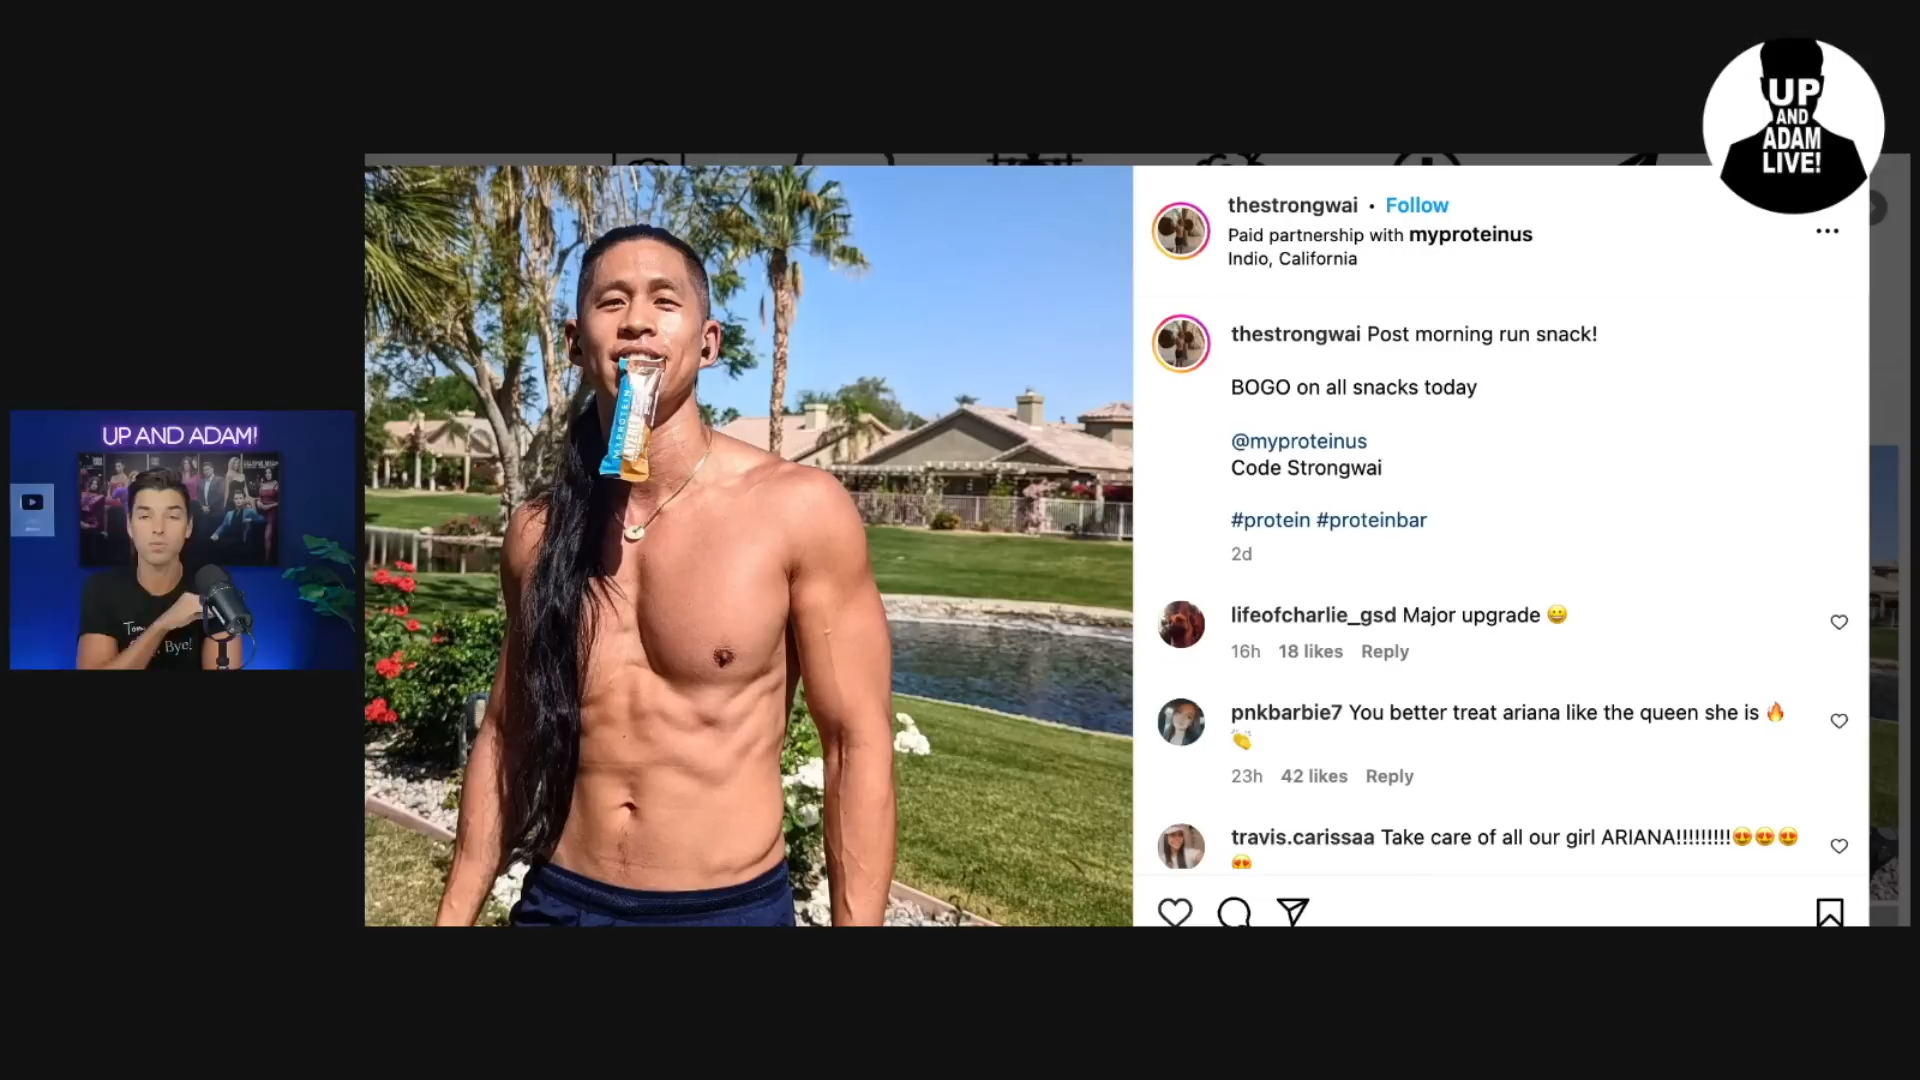 UP
AND
ADAM
LIVE!
thestrongwai • Follow
Paid partnership with myproteinus
Indio, California
thestrongwai Post morning run snack!
BOGO on all snacks today
@myproteinus
Code Strongwai
#protein #proteinbar
2d
lifeofcharlie_gsd Major upgrade 😀
16h 18 likes Reply
pnkbarbie7 You better treat ariana like the queen she is 🔥
👏
23h 42 likes Reply
travis.carissaa Take care of all our girl ARIANA!!!!!!!!!😍😍😍
😍
UP AND ADAM!
Bye!
MYPROTEIN